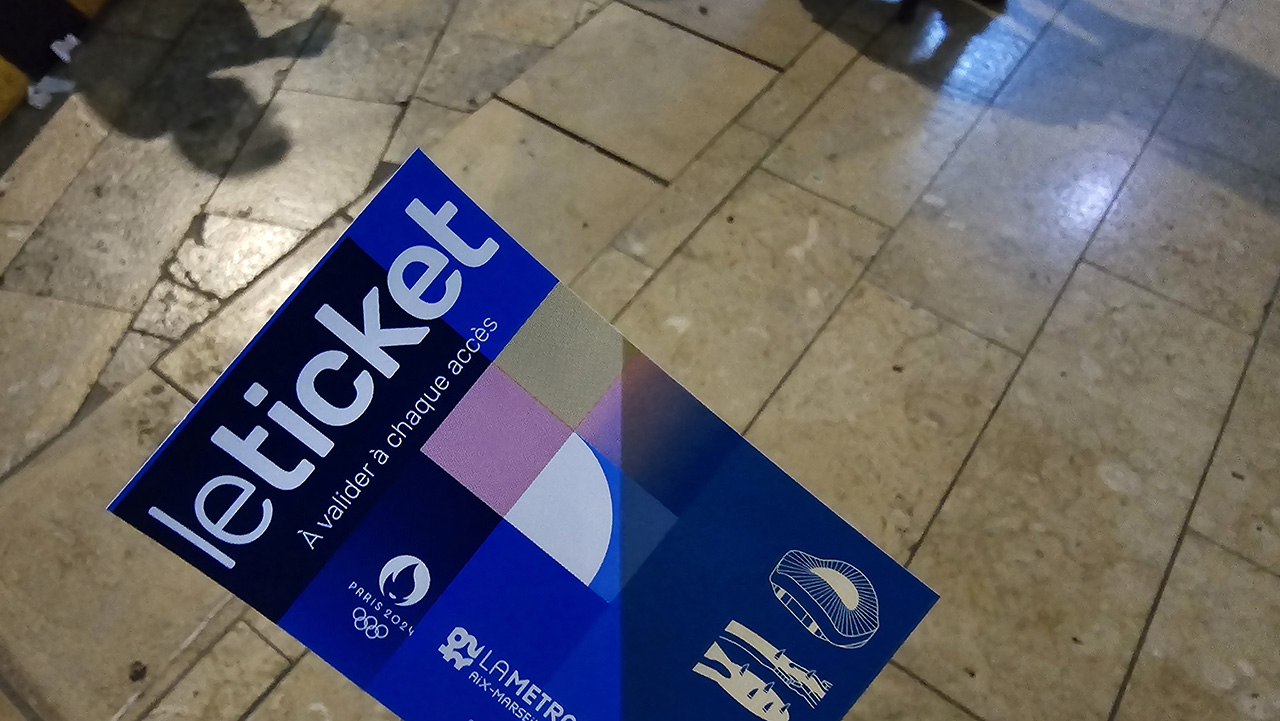 leticket
À valider à chaque accès
PARIS 2024
LA METRO
AIX-MARSEI